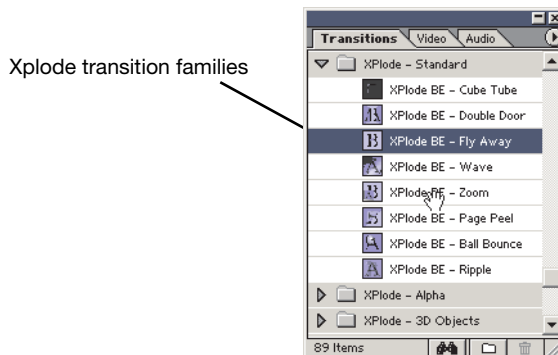 Xplode transition families
Transitions Video Audio
XPlode - Standard
XPlode BE - Cube Tube
XPlode BE - Double Door
XPlode BE - Fly Away
XPlode BE - Wave
XPlode BE - Zoom
XPlode BE - Page Peel
XPlode BE - Ball Bounce
XPlode BE - Ripple
XPlode - Alpha
XPlode - 3D Objects
89 Items